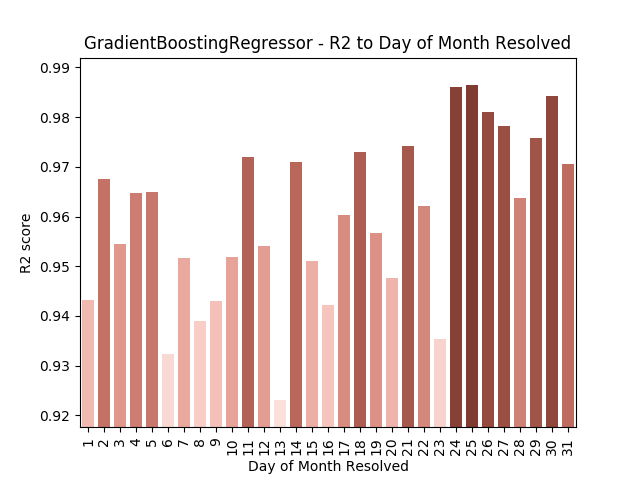 GradientBoostingRegressor - R2 to Day of Month Resolved
0.99
0.98
0.97
0.96
0.95
0.94
0.93
0.92
R2 score
1 2 3 4 5 6 7 8 9 10 11 12 13 14 15 16 17 18 19 20 21 22 23 24 25 26 27 28 29 30 31
Day of Month Resolved